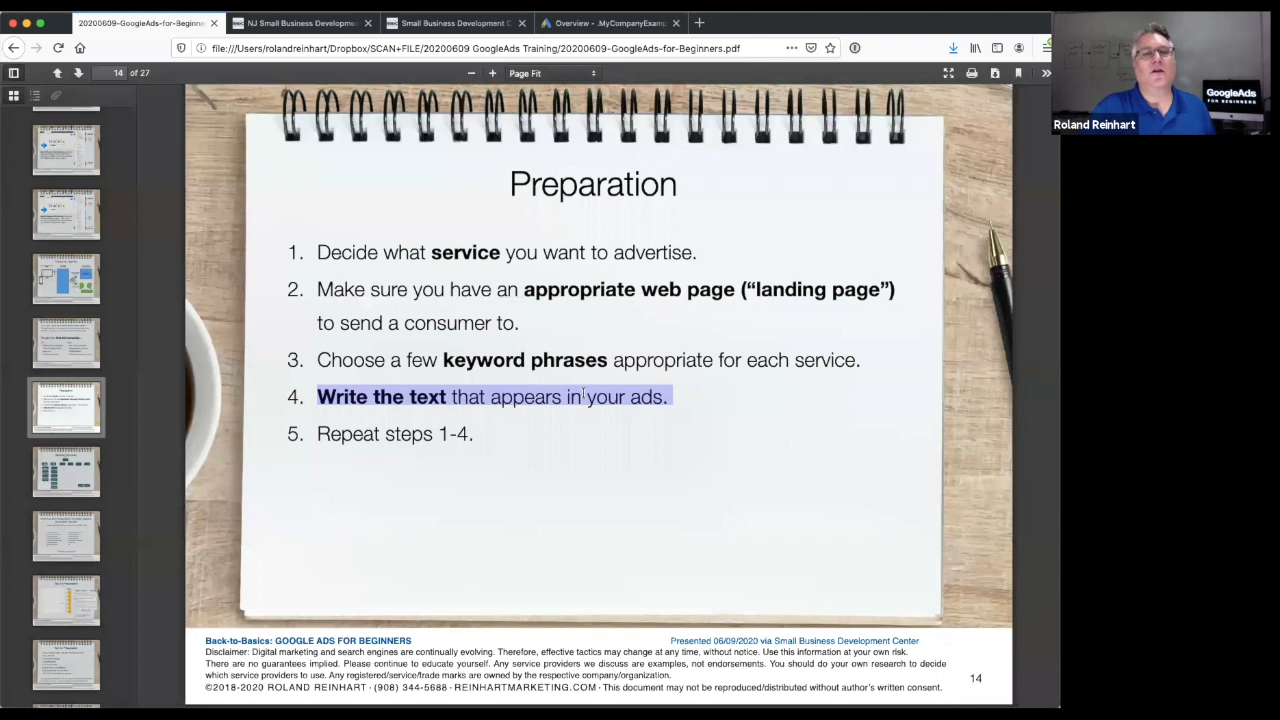 20200609-GoogleAds-for-Beginne
NJ Small Business Developmen
Small Business Development C
Overview - .MyCompanyExamp
file:///Users/rolandreinhart/Dropbox/SCAN+FILE/20200609 GoogleAds Training/20200609-GoogleAds-for-Beginners.pdf
14 of 27
Page Fit
GoogleAds
FOR BEGINNERS
Roland Reinhart
Preparation
1. Decide what service you want to advertise.
2. Make sure you have an appropriate web page (“landing page”)
to send a consumer to.
3. Choose a few keyword phrases appropriate for each service.
4. Write the text that appears in your ads.
5. Repeat steps 1-4.
Back-to-Basics: GOOGLE ADS FOR BEGINNERS
Presented 06/09/2020 via Small Business Development Center
Disclaimer: Digital marketing and search engines are continually evolving. Therefore, effective tactics may change at any time, without notice. Use this information at your own risk.
There are no guarantees implied. Please continue to educate yourself. Any service providers we discuss are examples, not endorsements. You should do your own research to decide
which service providers to use. Any registered/service/trade marks are owned by the respective company/organization.
©2018-2020 ROLAND REINHART · (908) 344-5688 · REINHARTMARKETING.COM · This document may not be reproduced/distributed without author’s written consent.
14